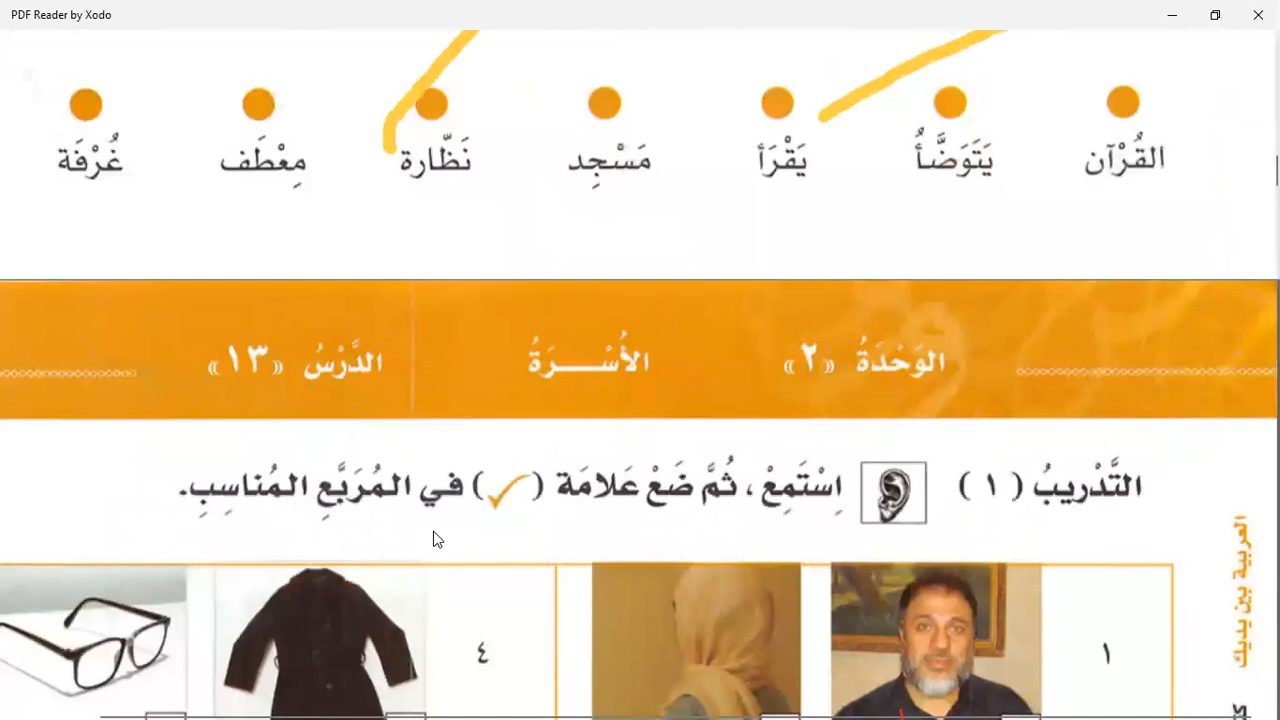 PDF Reader by Xodo
القُرْآن يَتَوَضَّأُ يَقْرَأ مَسْجِد نَظّارة مِعْطَف غُرْفَة
الوَحْدَةُ «٢» الأُسْـــرَةُ الدَّرْسُ «١٣»
التَّدْريبُ ( ١ ) اِسْتَمِعْ ، ثُمَّ ضَعْ عَلامَة ( ✓ ) في المُرَبَّعِ المُناسِبِ.
١ ٤
العربية بين يديك